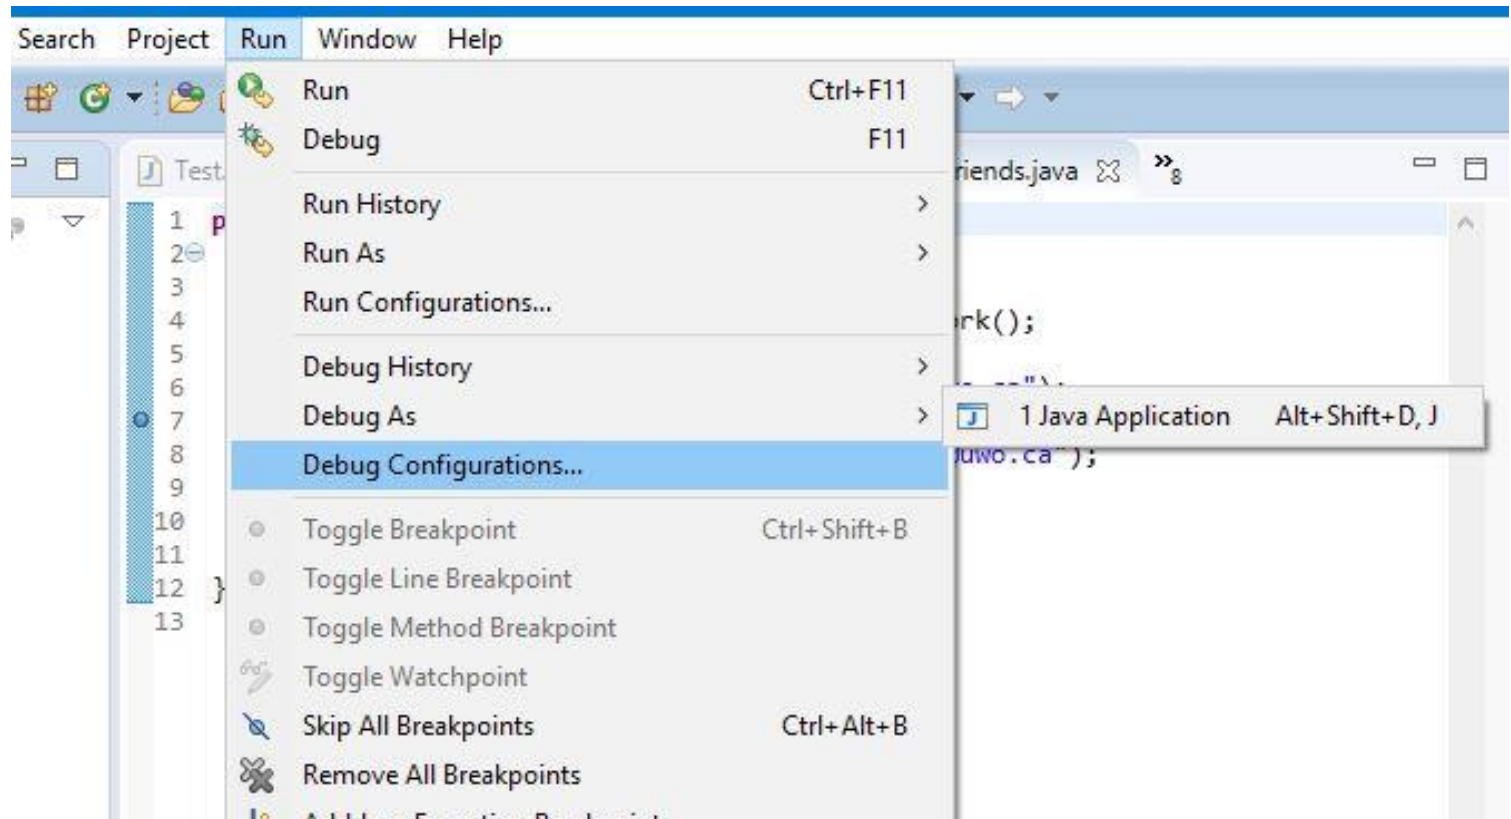 Search Project Run Window Help
Run Ctrl+F11
Debug F11
Test riends.java »8
Run History
1 p
Run As
2
3
Run Configurations...
4 rk();
5
Debug History
6
Debug As
7
1 Java Application Alt+Shift+D, J
8 uwo.ca");
Debug Configurations...
9
10
Toggle Breakpoint Ctrl+Shift+B
11
Toggle Line Breakpoint
12 }
13
Toggle Method Breakpoint
Toggle Watchpoint
Skip All Breakpoints Ctrl+Alt+B
Remove All Breakpoints